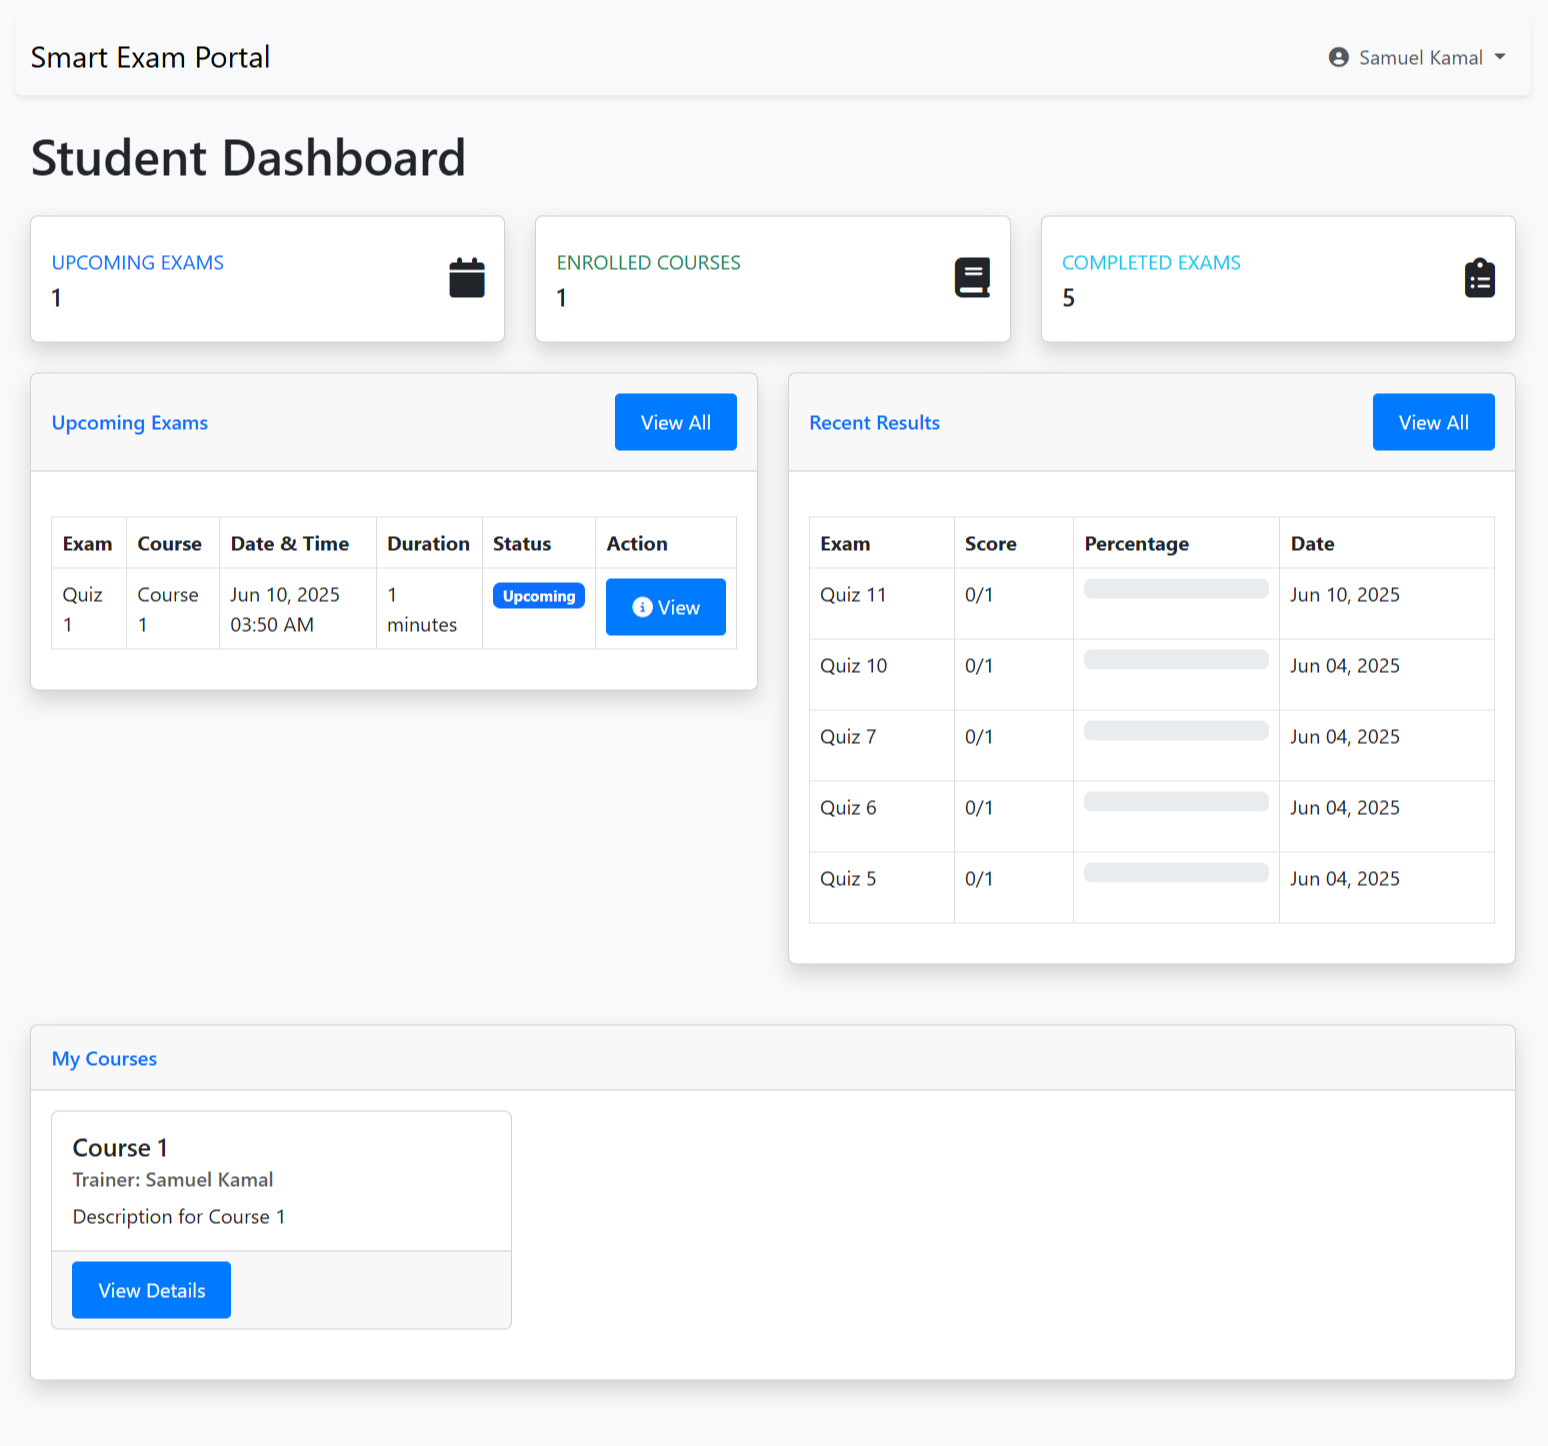 Smart Exam Portal
Samuel Kamal
Student Dashboard
UPCOMING EXAMS
1
ENROLLED COURSES
1
COMPLETED EXAMS
5
Upcoming Exams
View All
Exam Course Date & Time Duration Status Action
Quiz Course Jun 10, 2025 1 Upcoming View
1 1 03:50 AM minutes
Recent Results
View All
Exam Score Percentage Date
Quiz 11 0/1 Jun 10, 2025
Quiz 10 0/1 Jun 04, 2025
Quiz 7 0/1 Jun 04, 2025
Quiz 6 0/1 Jun 04, 2025
Quiz 5 0/1 Jun 04, 2025
My Courses
Course 1
Trainer: Samuel Kamal
Description for Course 1
View Details